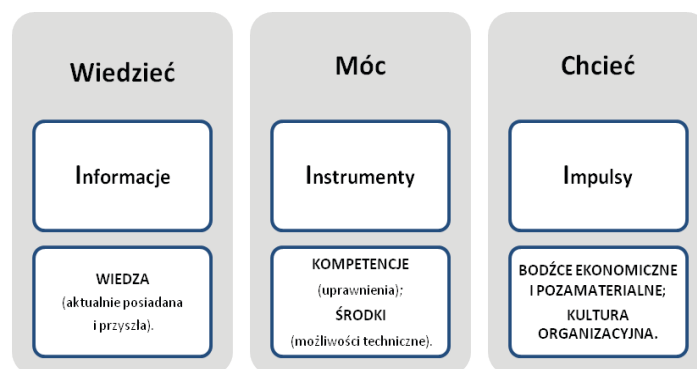 Wiedzieć
Informacje
WIEDZA
(aktualnie posiadana
i przyszła).
Móc
Instrumenty
KOMPETENCJE
(uprawnienia);
ŚRODKI
(możliwości techniczne).
Chcieć
Impulsy
BODŹCE EKONOMICZNE
I POZAMATERIALNE;
KULTURA
ORGANIZACYJNA.